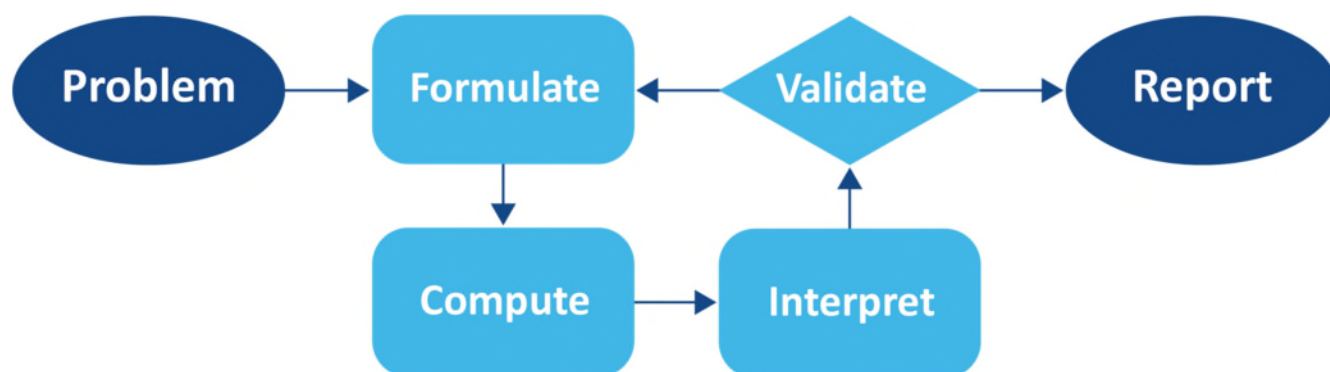 Problem
Formulate
Validate
Report
Compute
Interpret